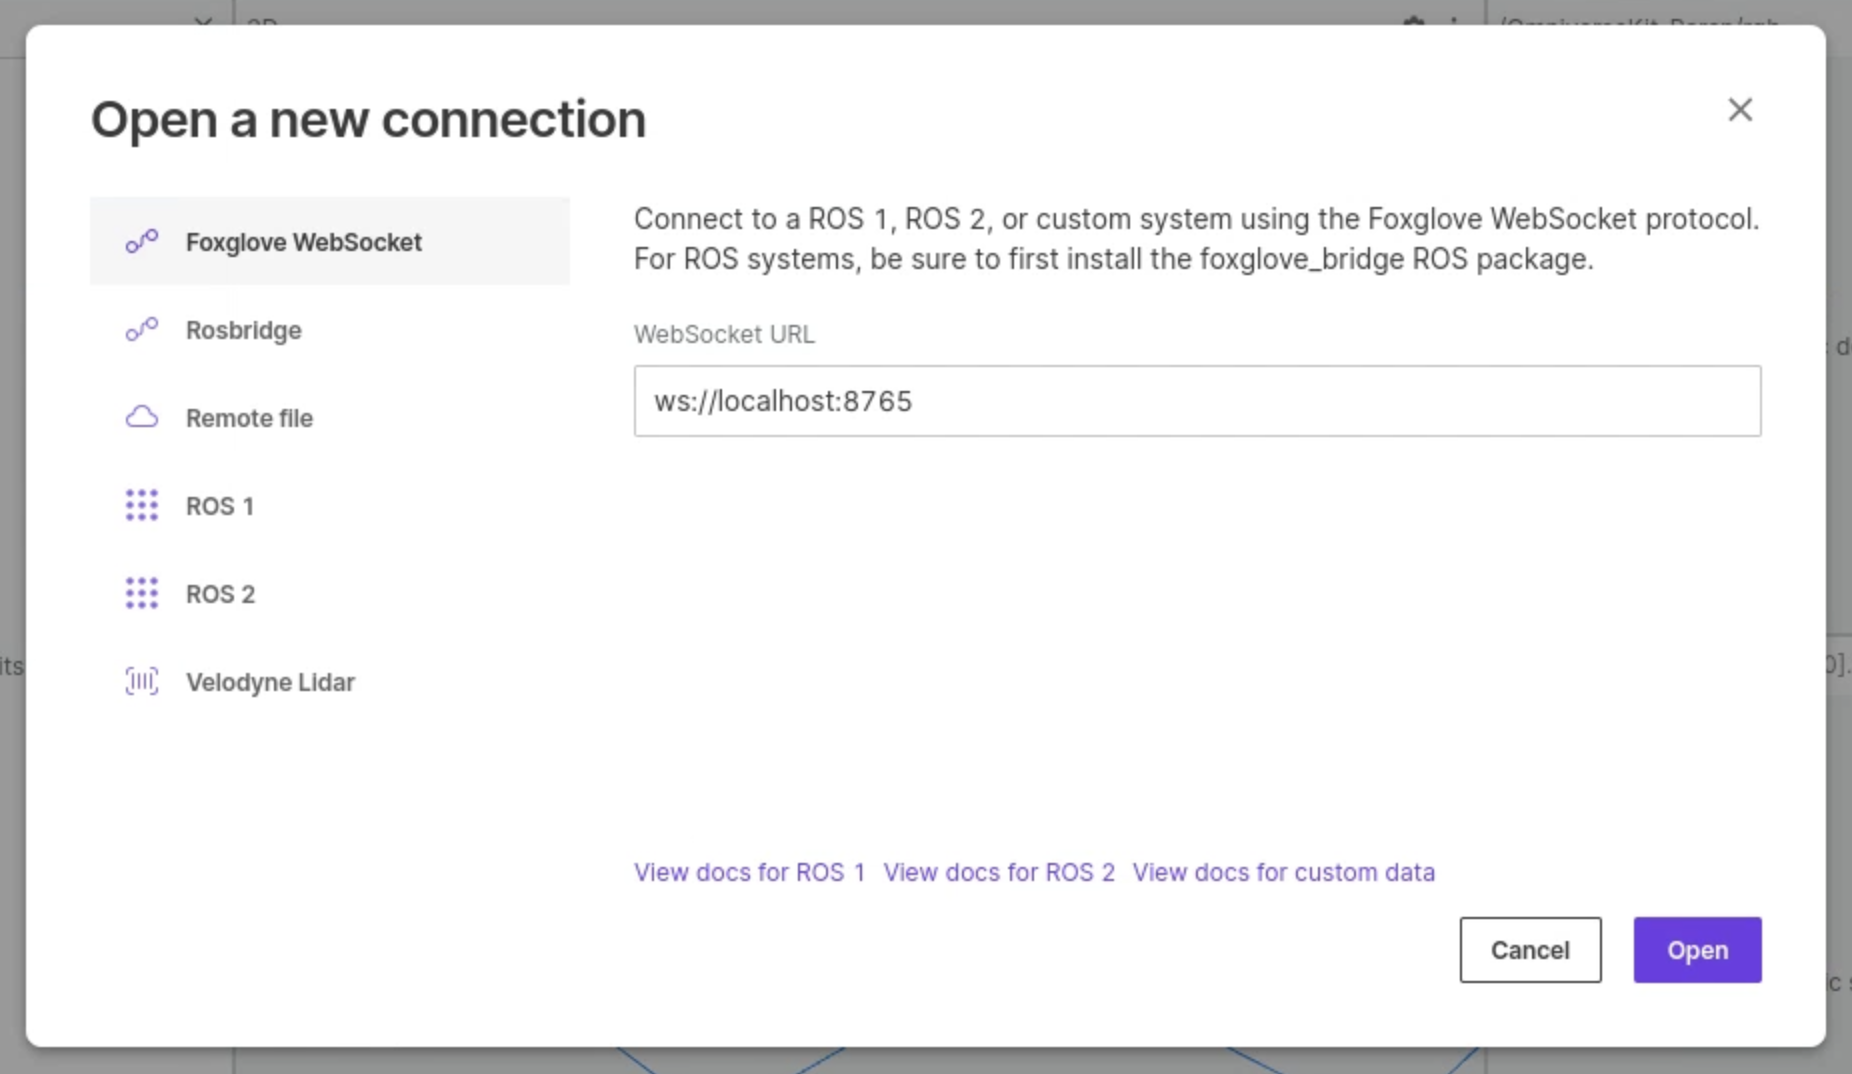 3D
Open a new connection
Foxglove WebSocket
Rosbridge
Remote file
ROS 1
ROS 2
Velodyne Lidar
Connect to a ROS 1, ROS 2, or custom system using the Foxglove WebSocket protocol.
For ROS systems, be sure to first install the foxglove_bridge ROS package.
WebSocket URL
ws://localhost:8765
View docs for ROS 1 View docs for ROS 2 View docs for custom data
Cancel Open
its
0].